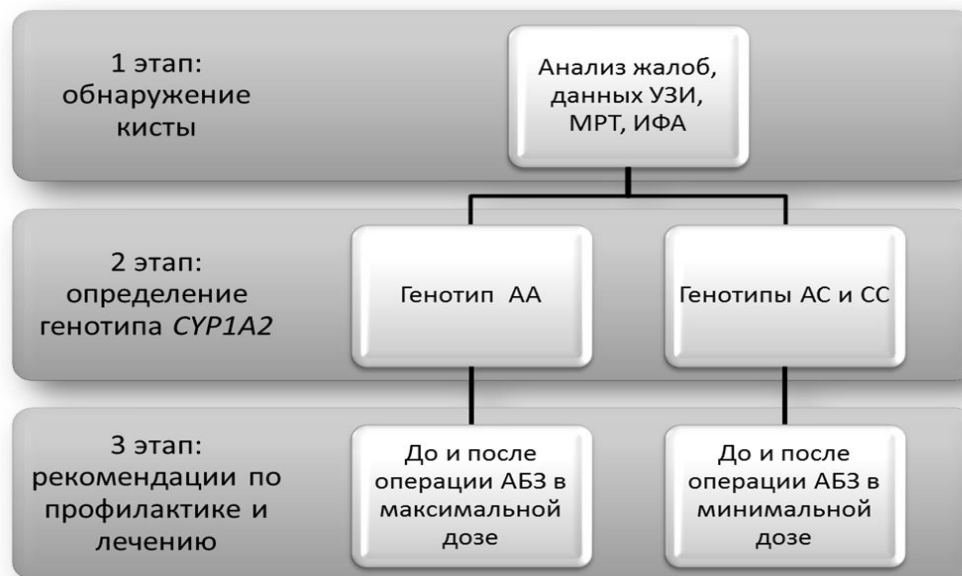 1 этап:
обнаружение
кисты
Анализ жалоб,
данных УЗИ,
МРТ, ИФА
2 этап:
определение
генотипа CYP1A2
Генотип АА
Генотипы АС и СС
3 этап:
рекомендации по
профилактике и
лечению
До и после
операции АБЗ в
максимальной
дозе
До и после
операции АБЗ в
минимальной
дозе